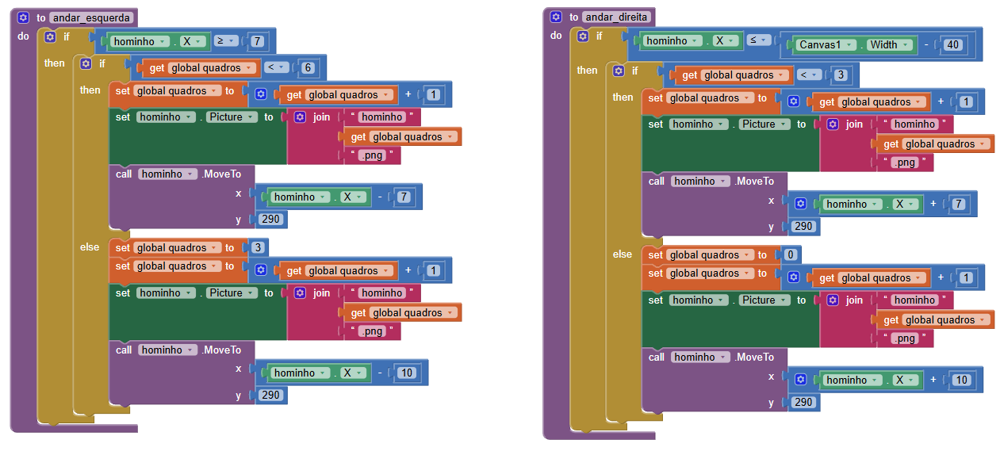 to andar_esquerda
do if hominho . X ≥ 7
then if get global quadros < 6
then set global quadros to get global quadros + 1
set hominho . Picture to join " hominho "
get global quadros
" .png "
call hominho .MoveTo
x hominho . X - 7
y 290
else set global quadros to 3
set global quadros to get global quadros + 1
set hominho . Picture to join " hominho "
get global quadros
" .png "
call hominho .MoveTo
x hominho . X - 10
y 290
to andar_direita
do if hominho . X ≤ Canvas1 . Width - 40
then if get global quadros < 3
then set global quadros to get global quadros + 1
set hominho . Picture to join " hominho "
get global quadros
" .png "
call hominho .MoveTo
x hominho . X + 7
y 290
else set global quadros to 0
set global quadros to get global quadros + 1
set hominho . Picture to join " hominho "
get global quadros
" .png "
call hominho .MoveTo
x hominho . X + 10
y 290